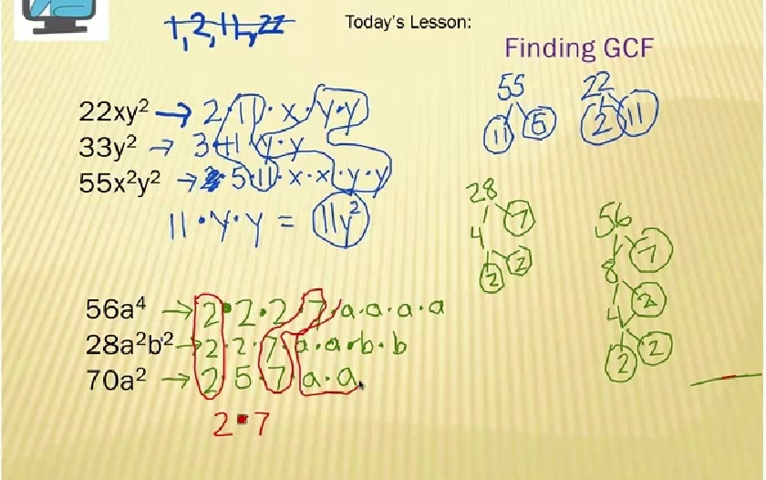 1, 2, 11, 22
Today's Lesson:
Finding GCF
22xy² → 2 · 11 · x · y · y
33y² → 3 · 11 · y · y
55x²y² → 5 · 11 · x · x · y · y
11 · y · y = 11y²
55
11 5
22
2 11
28
4 7
2 2
56
8 7
4 2
2 2
56a⁴ → 2 · 2 · 2 · 7 · a · a · a · a
28a²b² → 2 · 2 · 7 · a · a · b · b
70a² → 2 5 · 7 a · a
2 · 7